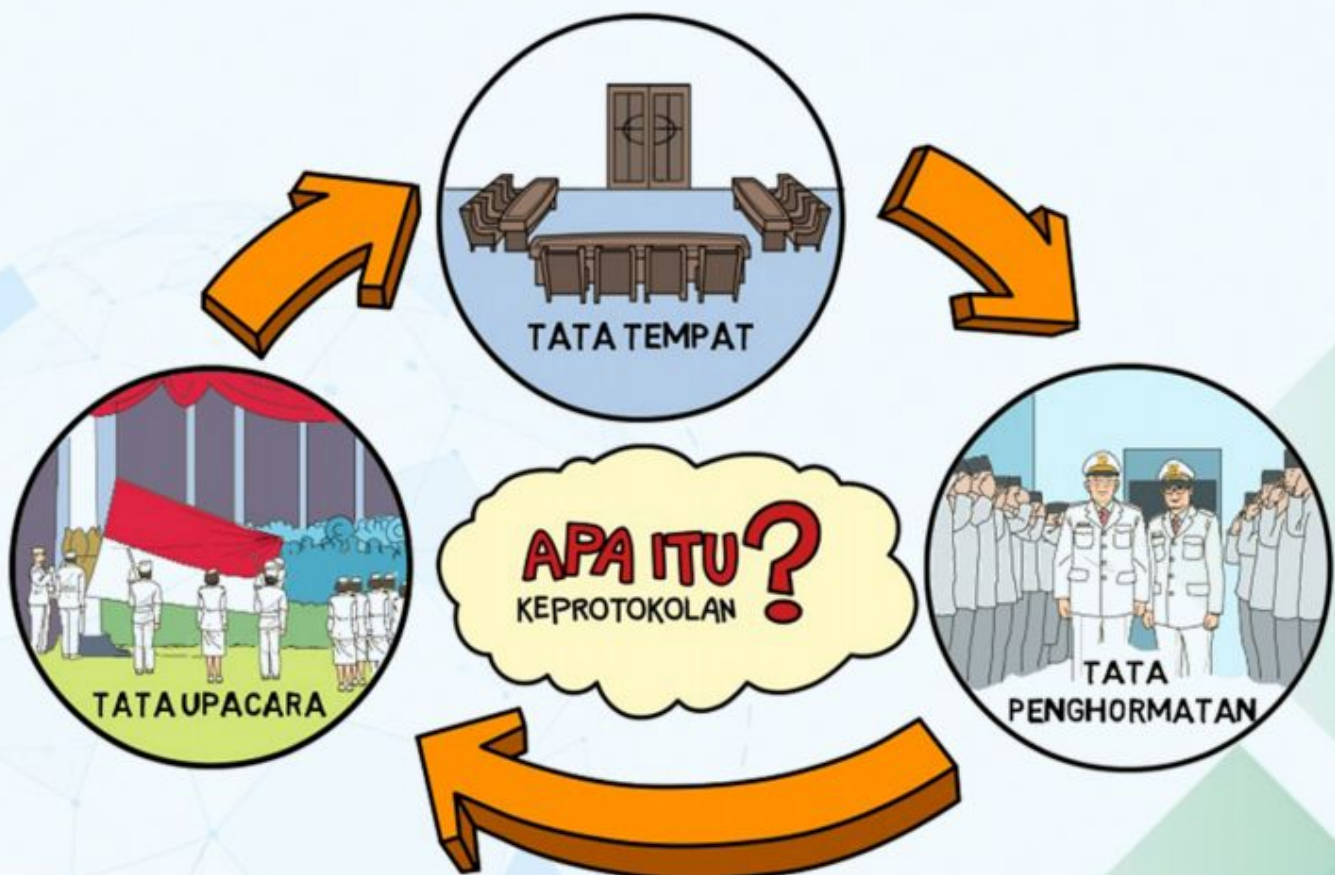 TATA TEMPAT
APA ITU ?
KEPROTOKOLAN
TATA UPACARA
TATA
PENGHORMATAN